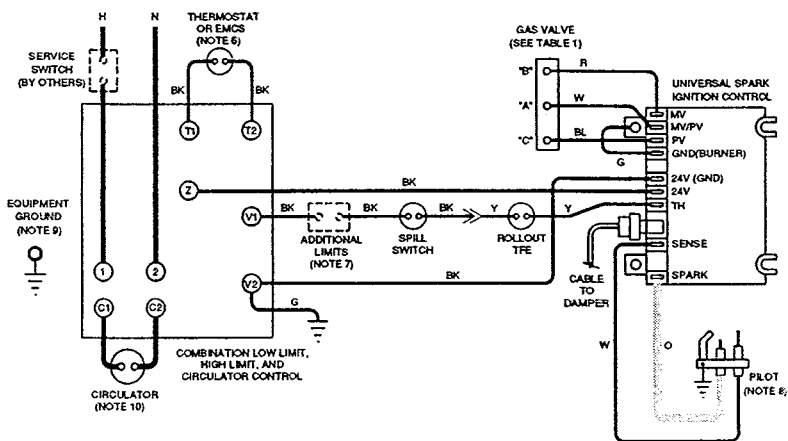 H
N
THERMOSTAT
OR EMCS
(NOTE 6)
SERVICE
SWITCH
(BY OTHERS)
BK
BK
T1
T2
GAS VALVE
(SEE TABLE 1)
"B"
R
"A"
W
"C"
BL
G
UNIVERSAL SPARK
IGNITION CONTROL
MV
MV/PV
PV
GND(BURNER)
24V (GND)
24V
TH
SENSE
SPARK
Z
BK
EQUIPMENT
GROUND
(NOTE 9)
V1
BK
BK
BK
Y
Y
ADDITIONAL
LIMITS
(NOTE 7)
SPILL
SWITCH
ROLLOUT
TFE
1
2
V2
BK
G
CABLE
TO
DAMPER
C1
C2
COMBINATION LOW LIMIT,
HIGH LIMIT, AND
CIRCULATOR CONTROL
CIRCULATOR
(NOTE 10)
W
O
PILOT
(NOTE 8)